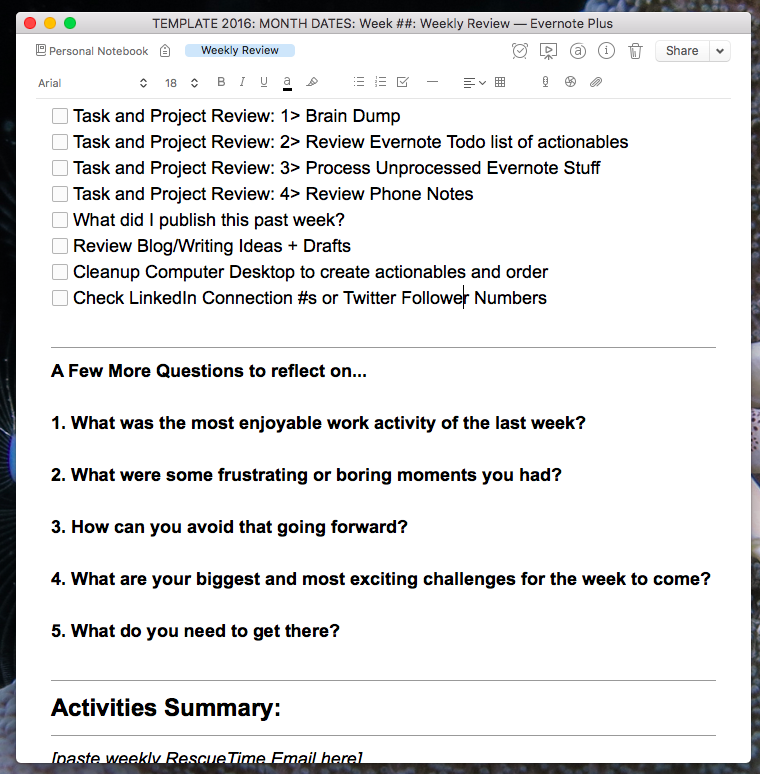 TEMPLATE 2016: MONTH DATES: Week ##: Weekly Review — Evernote Plus
Personal Notebook Weekly Review Share
Arial 18 B I U a
Task and Project Review: 1> Brain Dump
Task and Project Review: 2> Review Evernote Todo list of actionables
Task and Project Review: 3> Process Unprocessed Evernote Stuff
Task and Project Review: 4> Review Phone Notes
What did I publish this past week?
Review Blog/Writing Ideas + Drafts
Cleanup Computer Desktop to create actionables and order
Check LinkedIn Connection #s or Twitter Follower Numbers
A Few More Questions to reflect on...
1. What was the most enjoyable work activity of the last week?
2. What were some frustrating or boring moments you had?
3. How can you avoid that going forward?
4. What are your biggest and most exciting challenges for the week to come?
5. What do you need to get there?
Activities Summary:
[paste weekly RescueTime Email here]